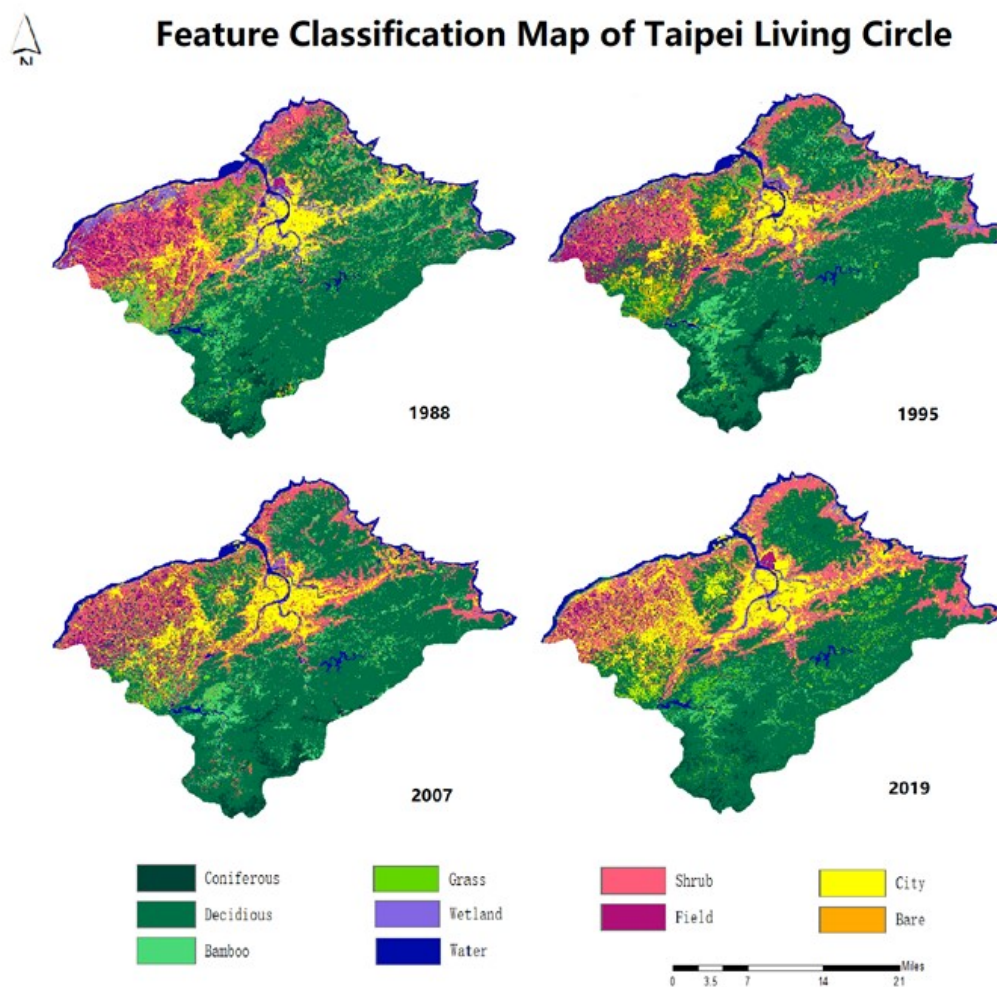 Feature Classification Map of Taipei Living Circle
N
1988
1995
2007
2019
Coniferous
Grass
Shrub
City
Decidious
Wetland
Field
Bare
Bamboo
Water
Miles
0 3.5 7 14 21